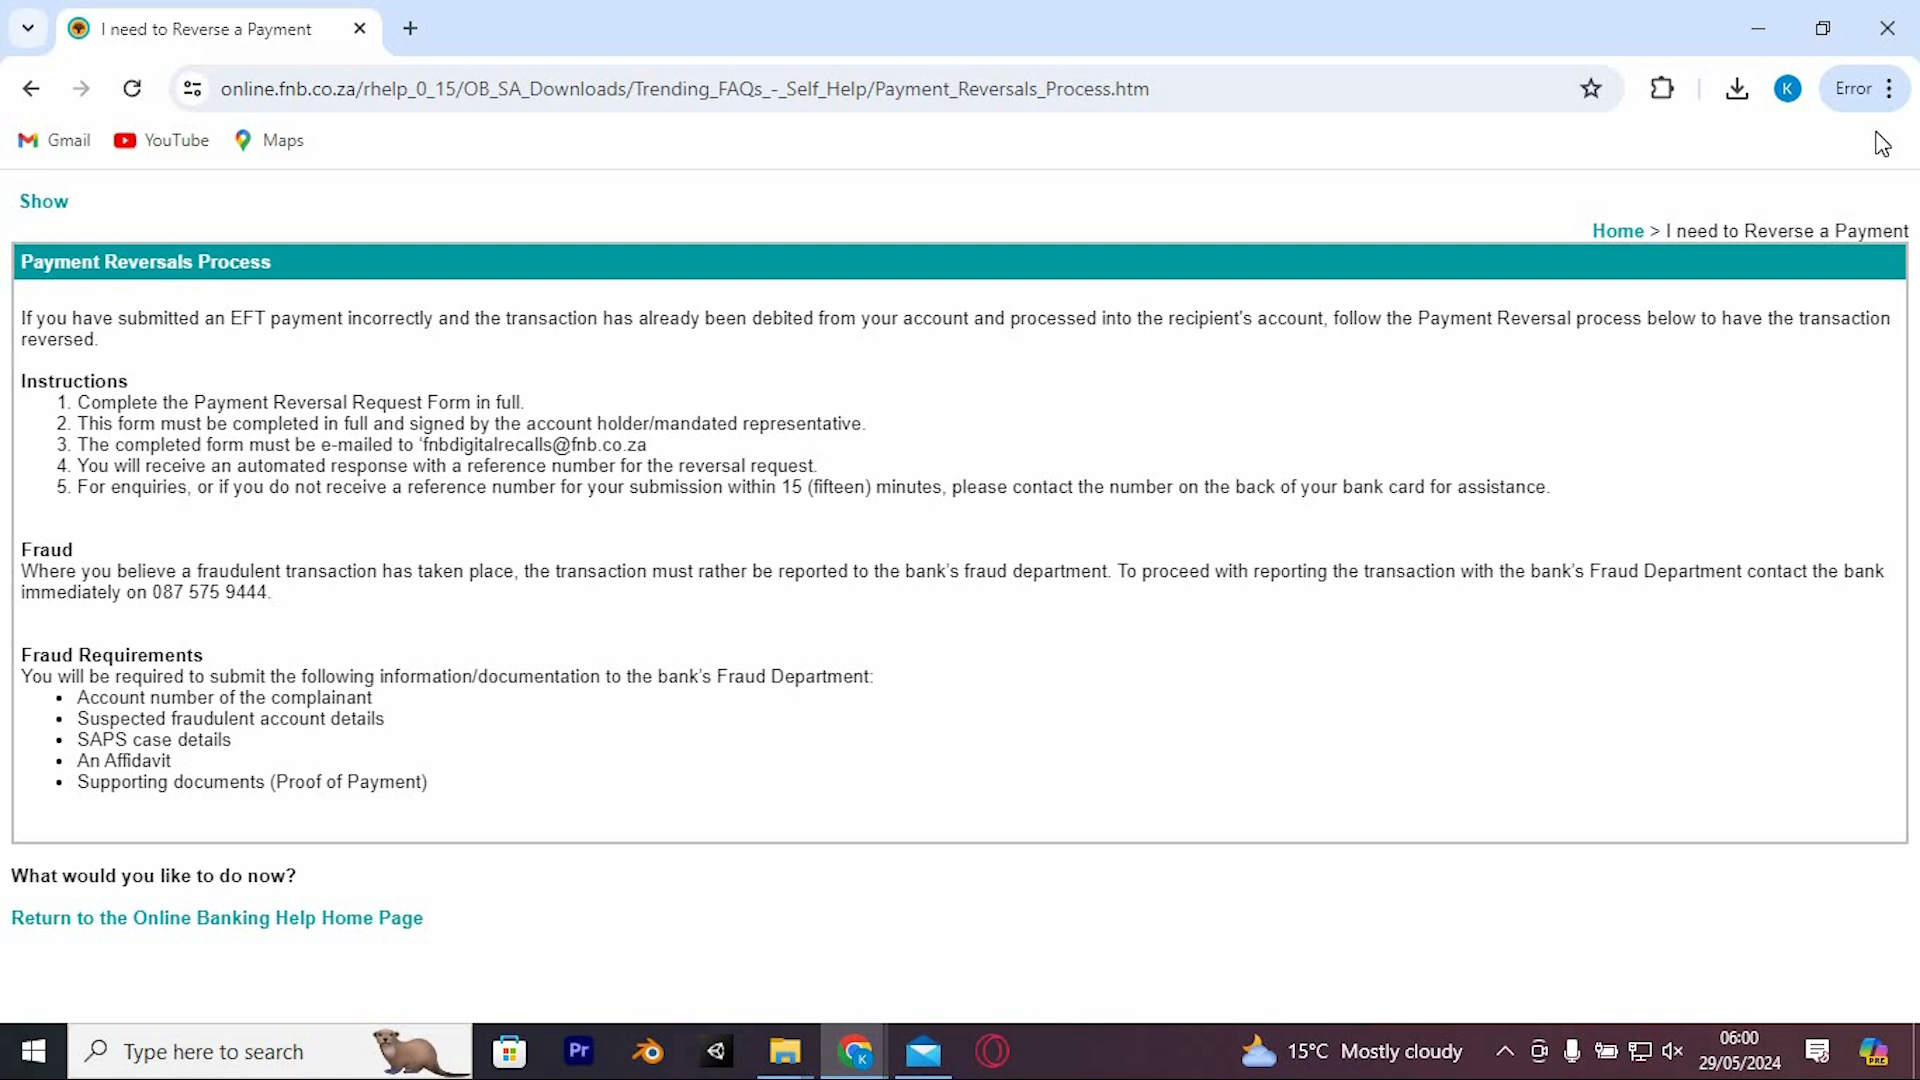 I need to Reverse a Payment
online.fnb.co.za/rhelp_0_15/OB_SA_Downloads/Trending_FAQs_-_Self_Help/Payment_Reversals_Process.htm
K
Error
Gmail
YouTube
Maps
Show
Home > I need to Reverse a Payment
Payment Reversals Process
If you have submitted an EFT payment incorrectly and the transaction has already been debited from your account and processed into the recipient's account, follow the Payment Reversal process below to have the transaction
reversed.
Instructions
1. Complete the Payment Reversal Request Form in full.
2. This form must be completed in full and signed by the account holder/mandated representative.
3. The completed form must be e-mailed to 'fnbdigitalrecalls@fnb.co.za
4. You will receive an automated response with a reference number for the reversal request.
5. For enquiries, or if you do not receive a reference number for your submission within 15 (fifteen) minutes, please contact the number on the back of your bank card for assistance.
Fraud
Where you believe a fraudulent transaction has taken place, the transaction must rather be reported to the bank's fraud department. To proceed with reporting the transaction with the bank's Fraud Department contact the bank
immediately on 087 575 9444.
Fraud Requirements
You will be required to submit the following information/documentation to the bank's Fraud Department:
• Account number of the complainant
• Suspected fraudulent account details
• SAPS case details
• An Affidavit
• Supporting documents (Proof of Payment)
What would you like to do now?
Return to the Online Banking Help Home Page
Type here to search
Pr
K
15°C Mostly cloudy
06:00
29/05/2024
PRE